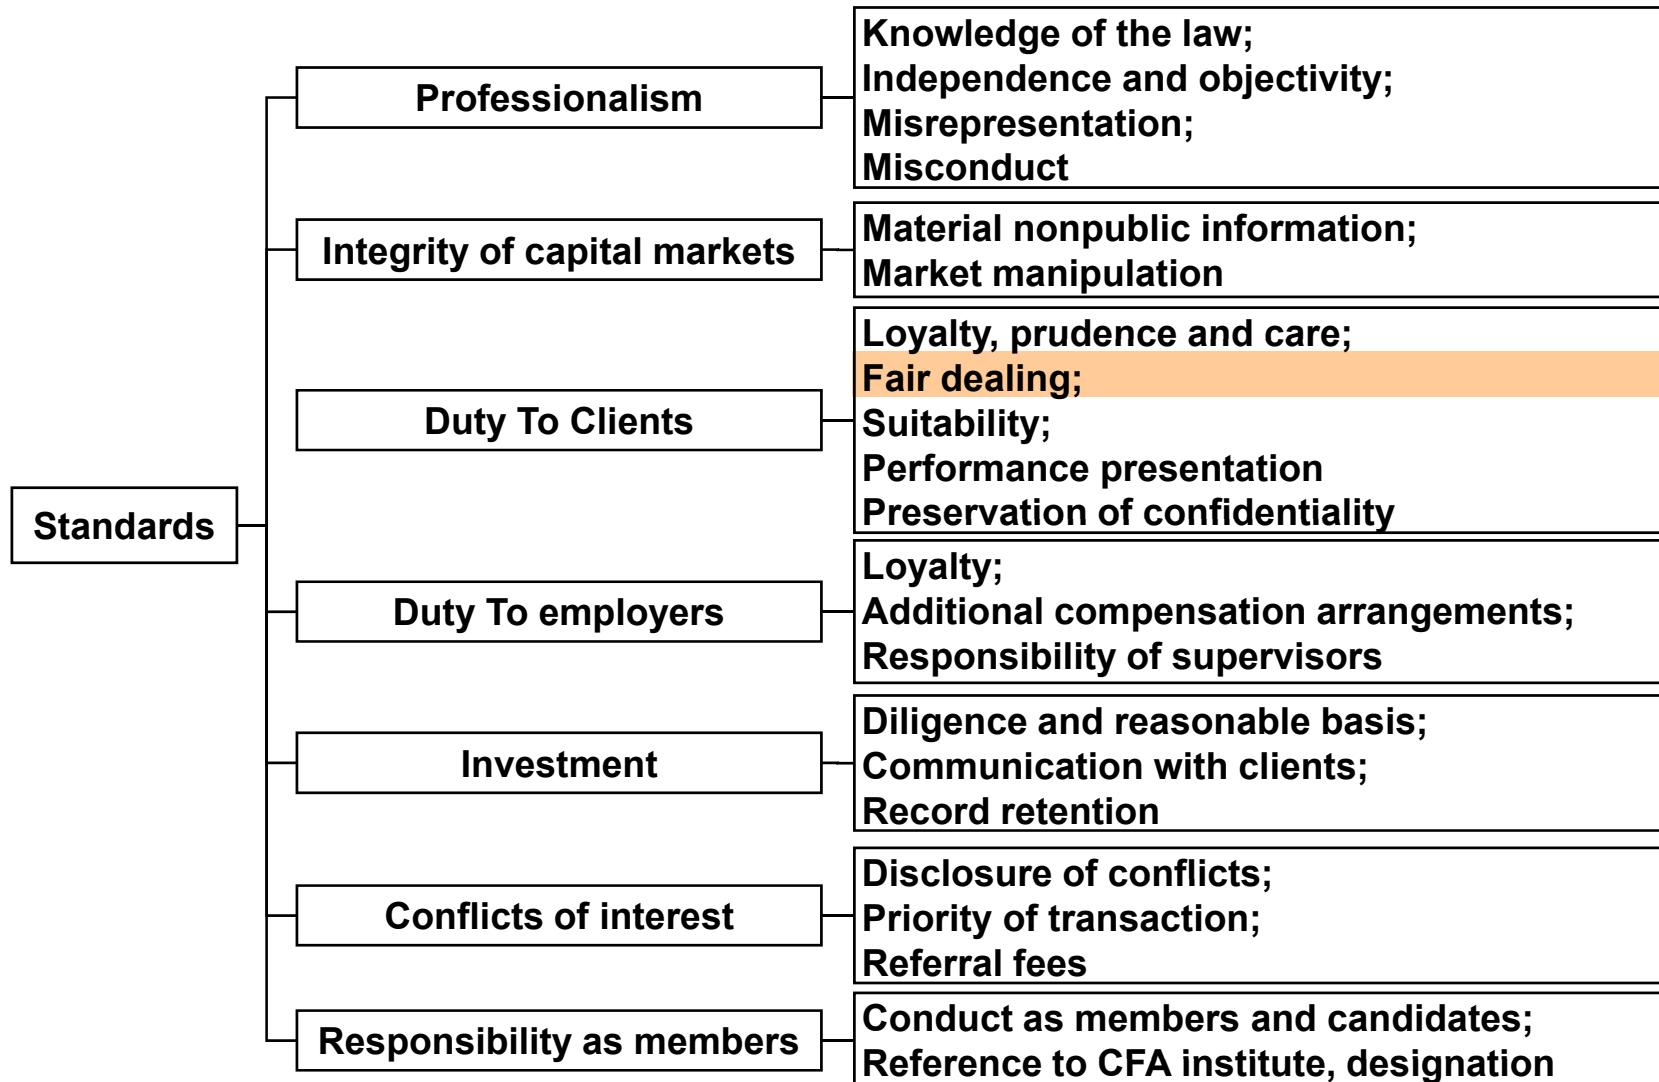 Standards
Professionalism
Knowledge of the law;
Independence and objectivity;
Misrepresentation;
Misconduct
Integrity of capital markets
Material nonpublic information;
Market manipulation
Duty To Clients
Loyalty, prudence and care;
Fair dealing;
Suitability;
Performance presentation
Preservation of confidentiality
Duty To employers
Loyalty;
Additional compensation arrangements;
Responsibility of supervisors
Investment
Diligence and reasonable basis;
Communication with clients;
Record retention
Conflicts of interest
Disclosure of conflicts;
Priority of transaction;
Referral fees
Responsibility as members
Conduct as members and candidates;
Reference to CFA institute, designation